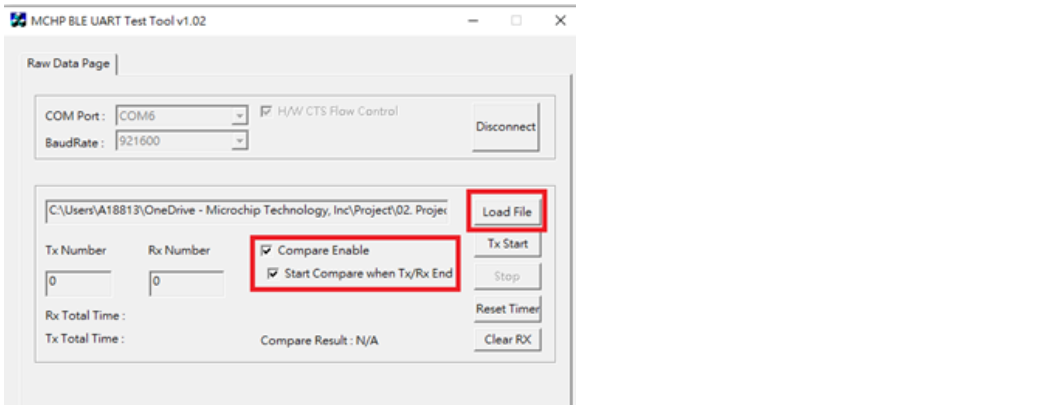 MCHP BLE UART Test Tool v1.02
Raw Data Page
COM Port : COM6
H/W CTS Flow Control
Disconnect
BaudRate : 921600
C:\Users\A18813\OneDrive - Microchip Technology, Inc\Project\02. Projec
Load File
Tx Number Rx Number
Compare Enable
Tx Start
0 0
Start Compare when Tx/Rx End
Stop
Rx Total Time :
Reset Timer
Tx Total Time :
Compare Result : N/A
Clear RX